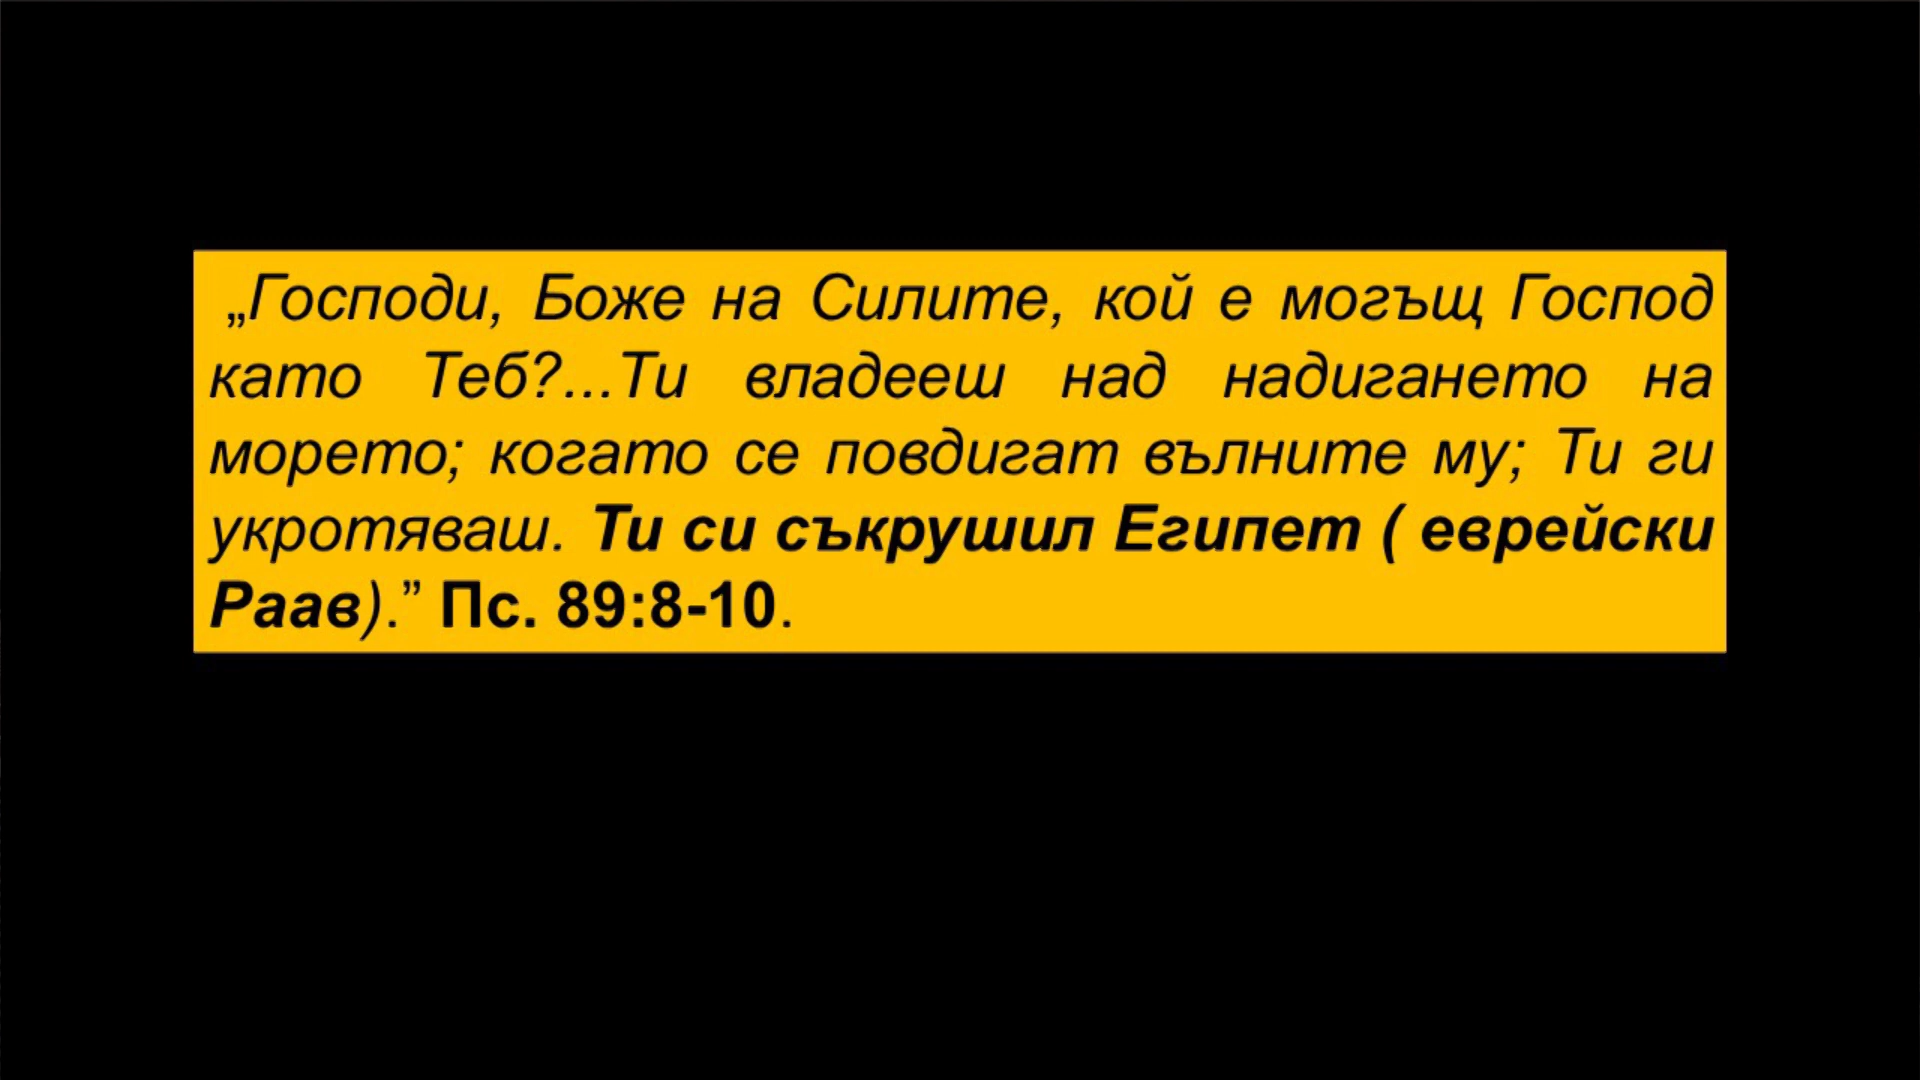 „Господи, Боже на Силите, кой е могъщ Господ
като Теб?...Ти владееш над надигането на
морето; когато се повдигат вълните му; Ти ги
укротяваш. Ти си съкрушил Египет ( еврейски
Раав).” Пс. 89:8-10.